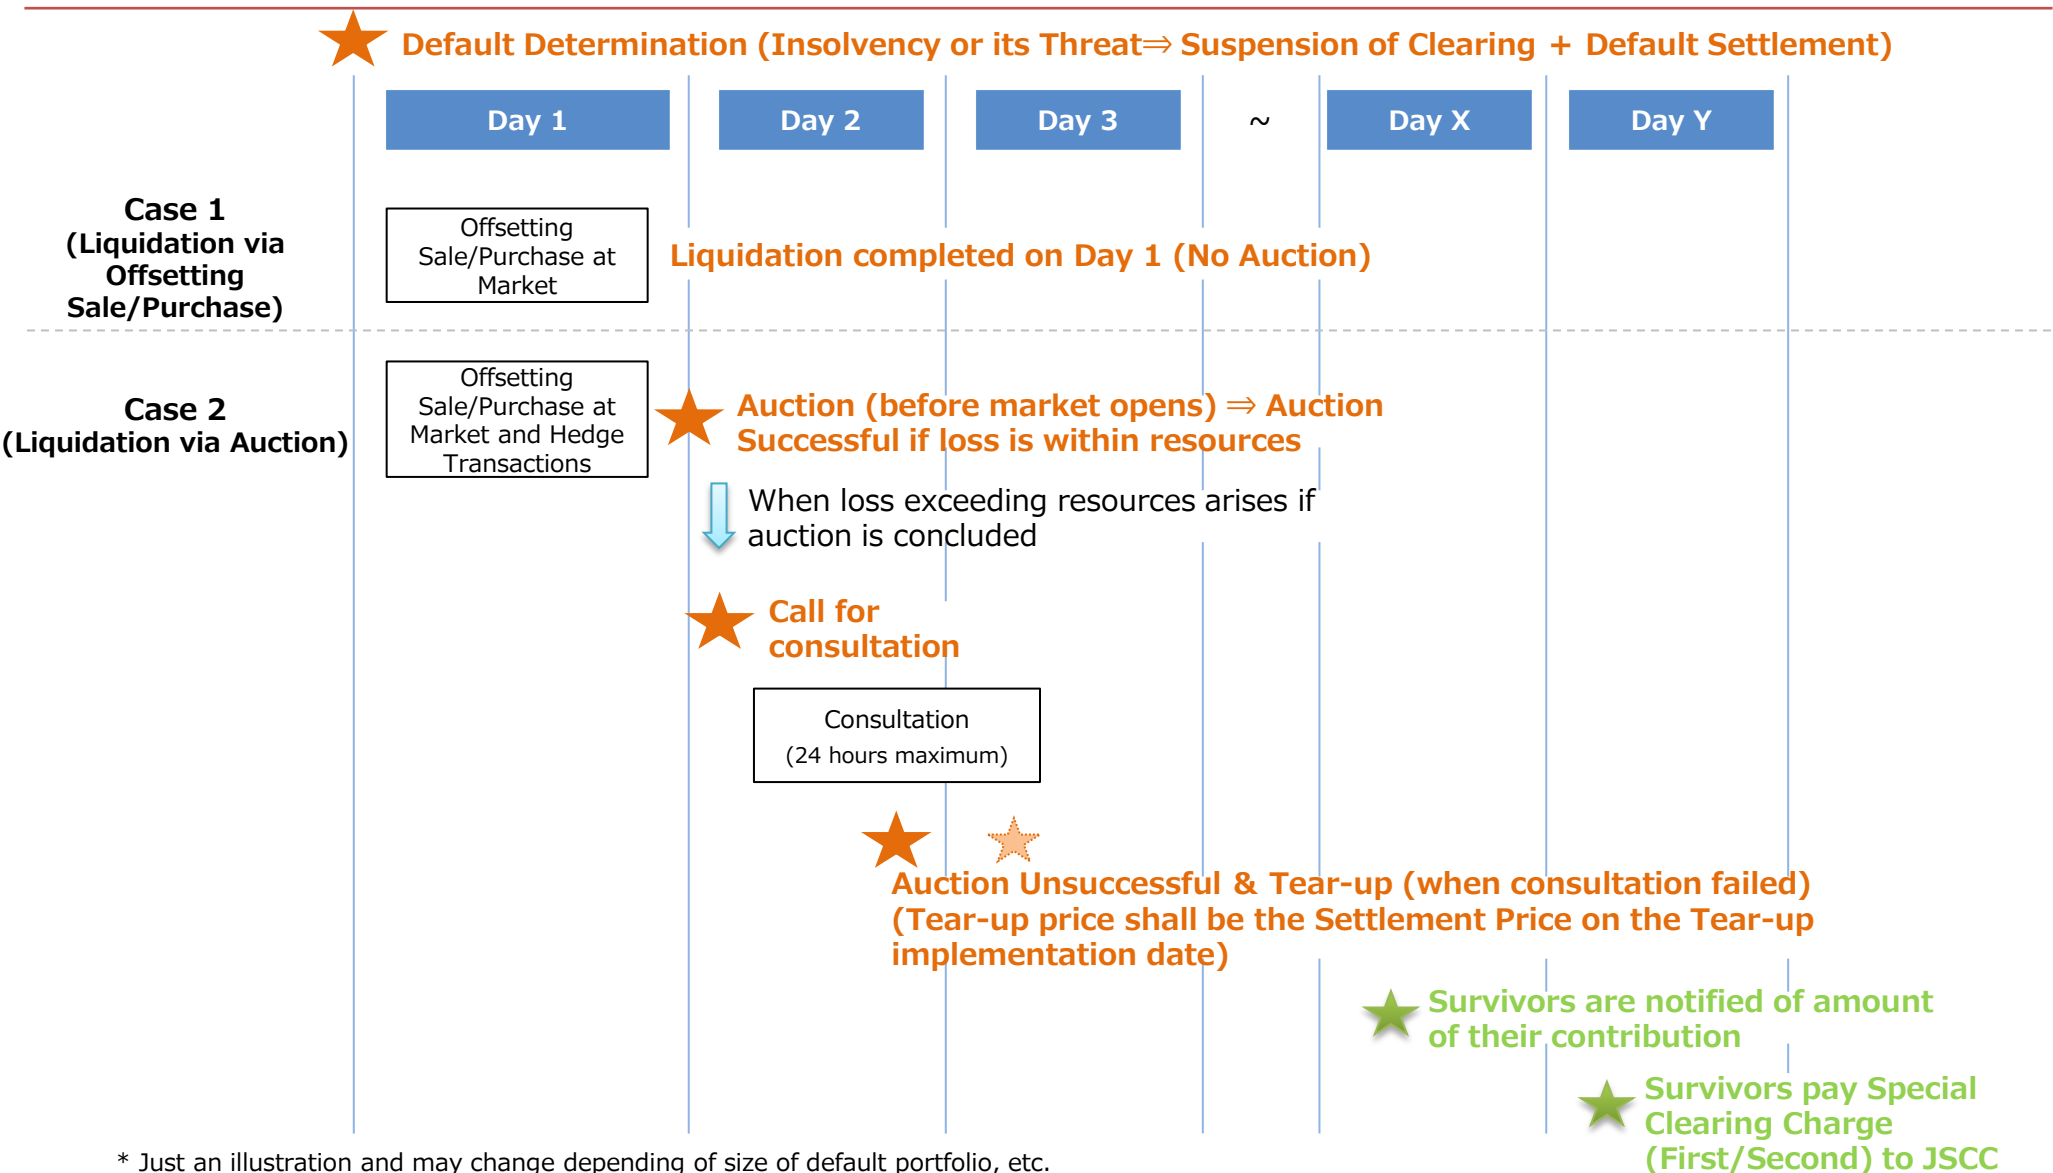 Default Determination (Insolvency or its Threat⇒ Suspension of Clearing + Default Settlement)
Day 1
Day 2
Day 3
~
Day X
Day Y
Case 1
(Liquidation via
Offsetting
Sale/Purchase)
Offsetting
Sale/Purchase at
Market
Liquidation completed on Day 1 (No Auction)
Case 2
(Liquidation via Auction)
Offsetting
Sale/Purchase at
Market and Hedge
Transactions
Auction (before market opens) ⇒ Auction
Successful if loss is within resources
When loss exceeding resources arises if
auction is concluded
Call for
consultation
Consultation
(24 hours maximum)
Auction Unsuccessful & Tear-up (when consultation failed)
(Tear-up price shall be the Settlement Price on the Tear-up
implementation date)
Survivors are notified of amount
of their contribution
Survivors pay Special
Clearing Charge
(First/Second) to JSCC
* Just an illustration and may change depending of size of default portfolio, etc.